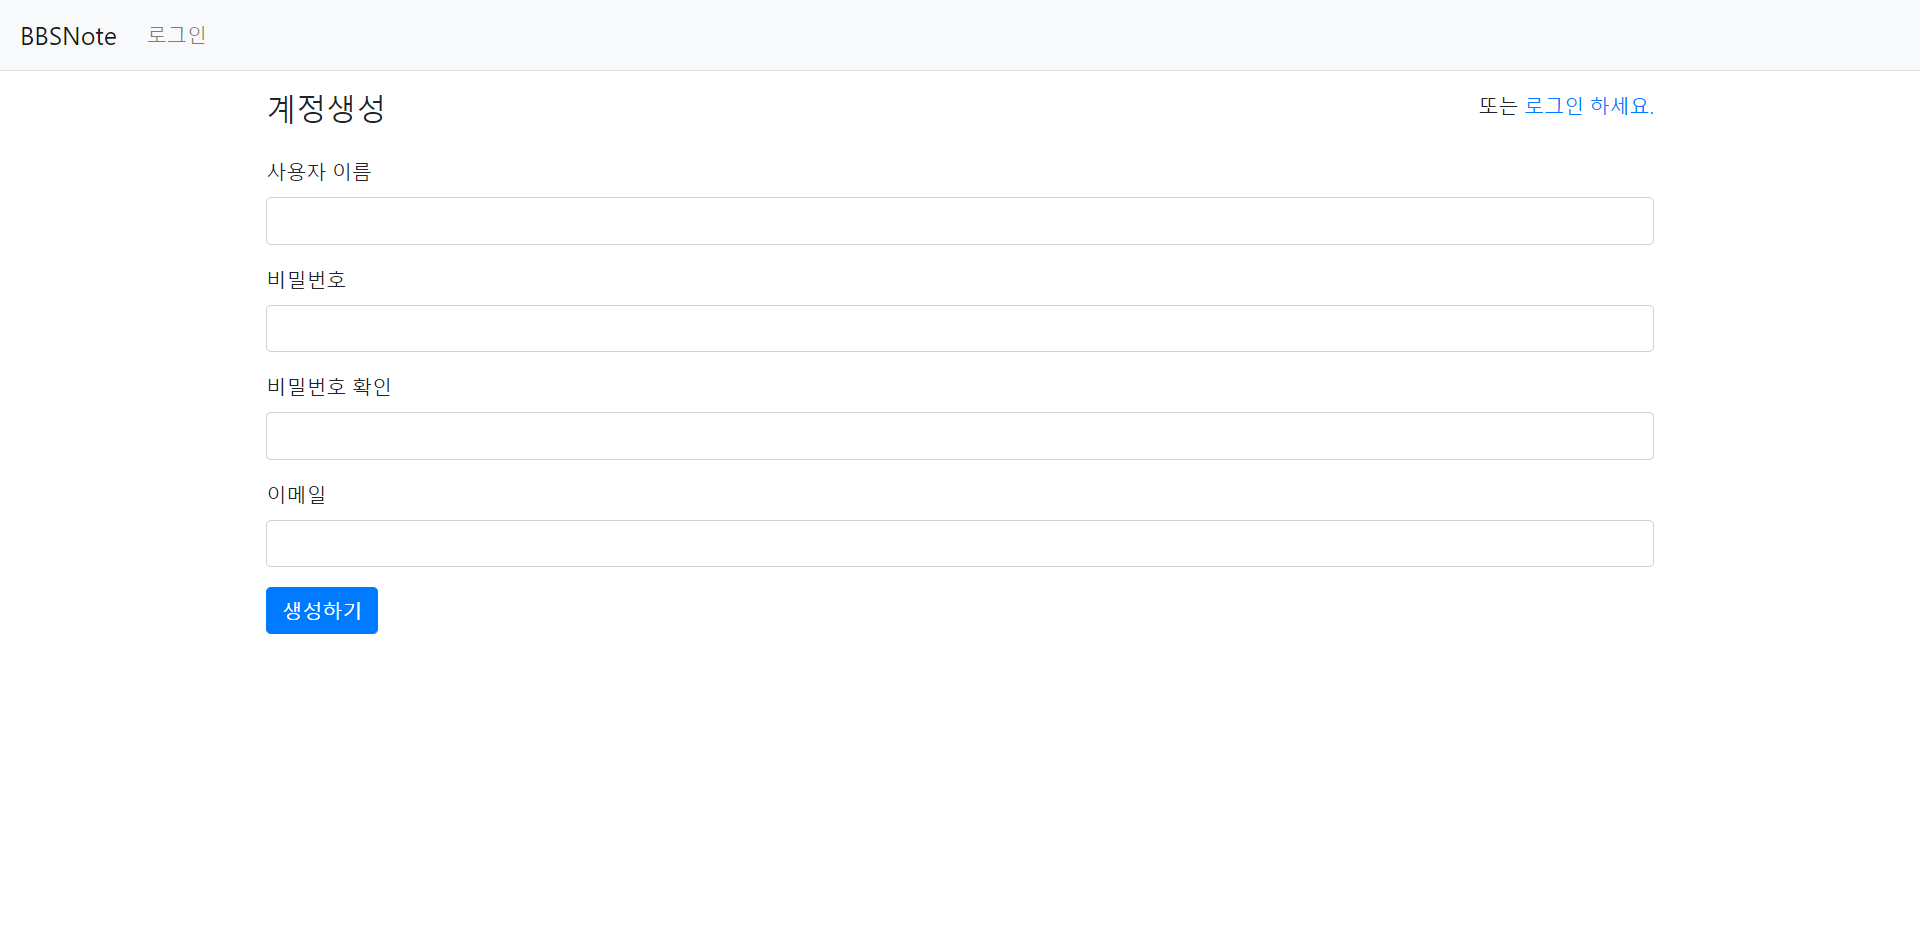 BBSNote 로그인
계정생성 또는 로그인 하세요.
사용자 이름
비밀번호
비밀번호 확인
이메일
생성하기